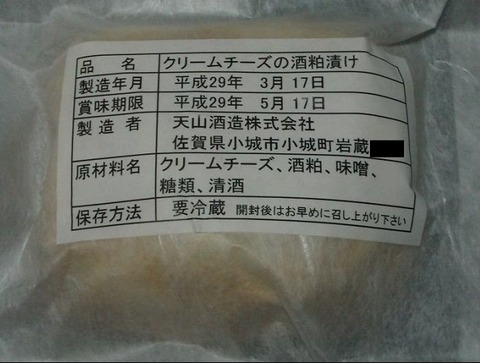 品名 クリームチーズの酒粕漬け
製造年月 平成29年 3月17日
賞味期限 平成29年 5月17日
製造者 天山酒造株式会社
佐賀県小城市小城町岩蔵
原材料名 クリームチーズ、酒粕、味噌、
糖類、清酒
保存方法 要冷蔵 開封後はお早めに召し上がり下さい